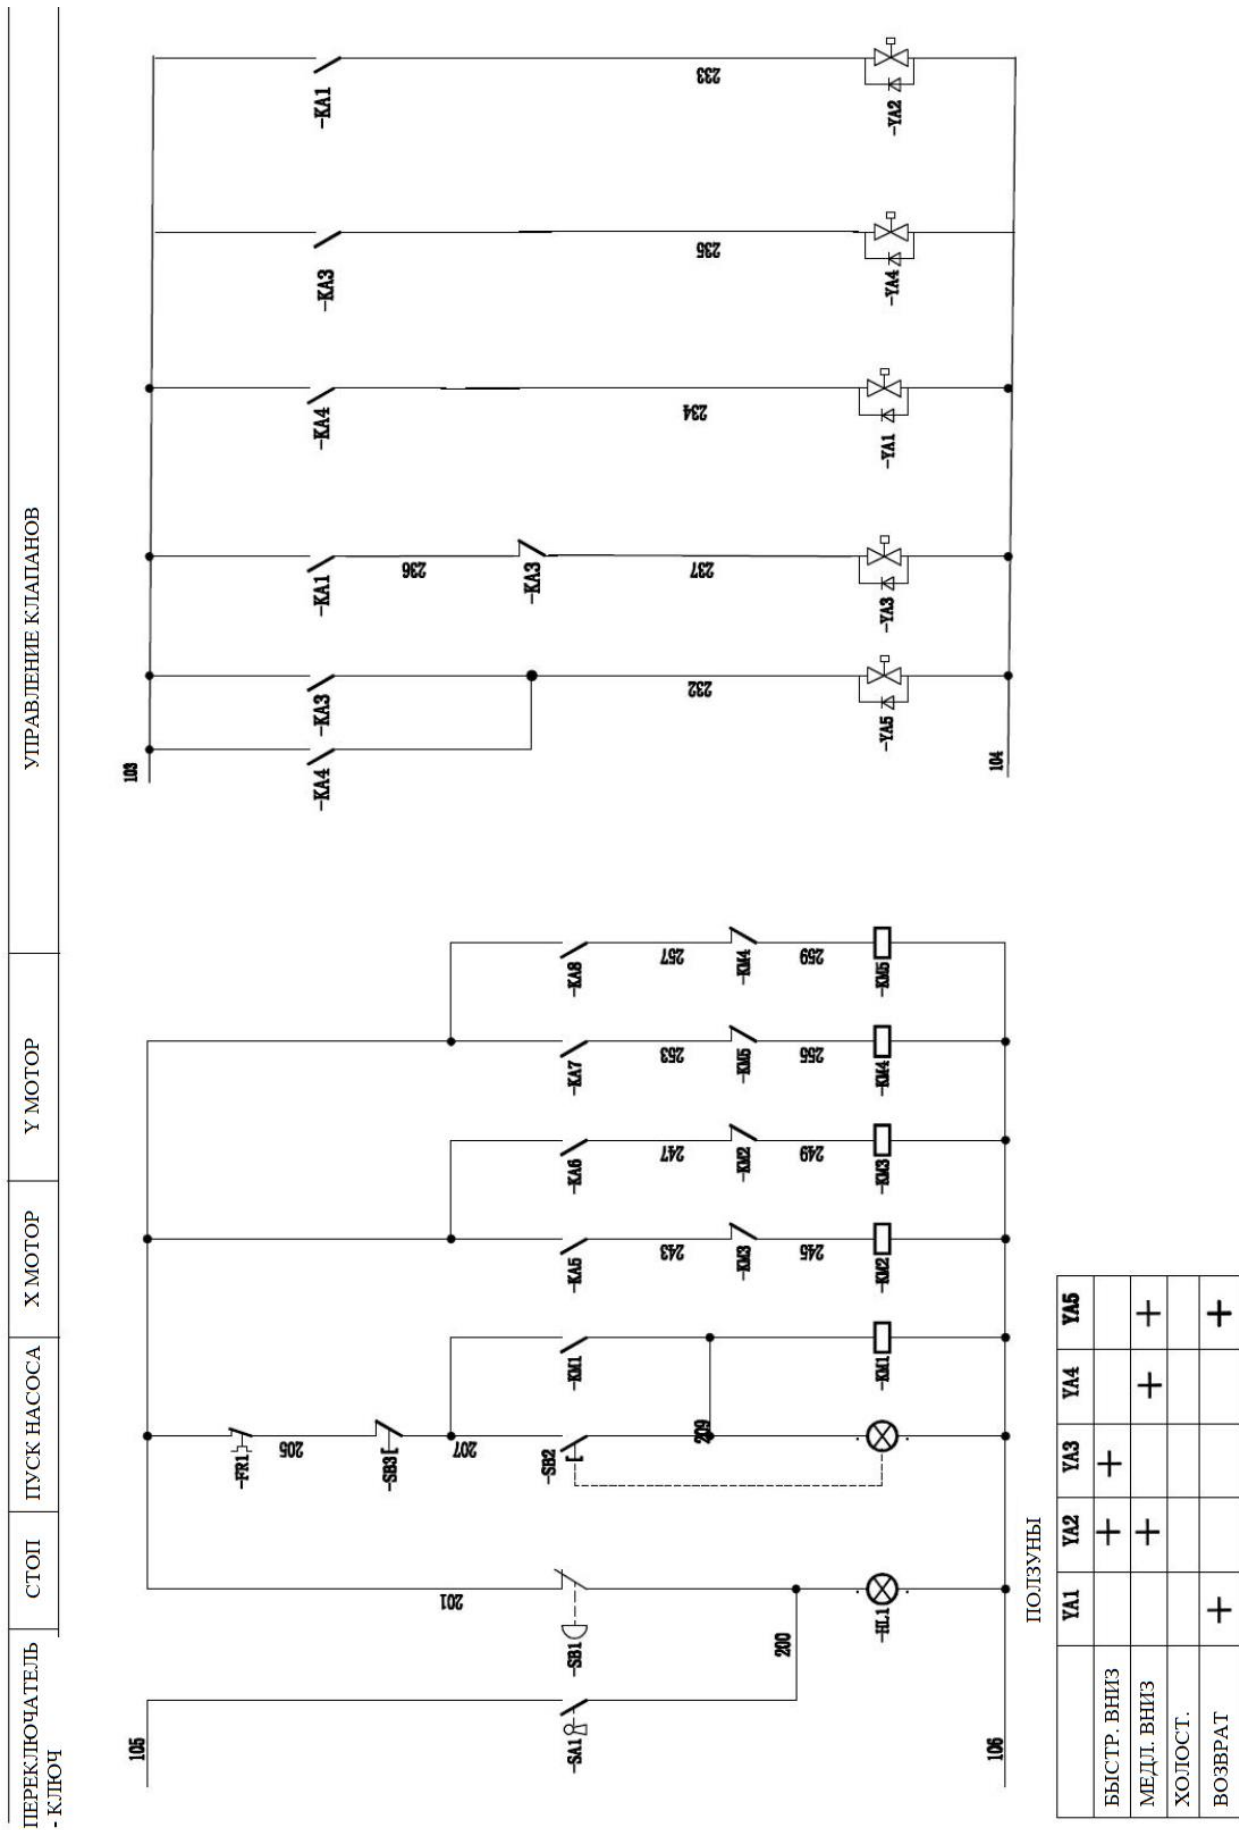 ПЕРЕКЛЮЧАТЕЛЬ
- КЛЮЧ
СТОП
ПУСК НАСОСА
X МОТОР
Y МОТОР
УПРАВЛЕНИЕ КЛАПАНОВ
105
-SA1
200
201
-SB1
-HL1
-FR1
205
-SB3
207
-SB2
209
-KM1
-KM1
-KA5
243
-KM3
245
-KM2
-KA6
247
-KM2
249
-KM3
-KA7
253
-KM5
255
-KM4
-KA8
257
-KM4
259
-KM5
106
103
-KA4
-KA3
232
-YA5
-KA1
236
-KA3
237
-YA3
-KA4
234
-YA1
-KA3
235
-YA4
-KA1
233
-YA2
104
ПОЛЗУНЫ
YA1 YA2 YA3 YA4 YA5
БЫСТР. ВНИЗ + +
МЕДЛ. ВНИЗ + + +
ХОЛОСТ.
ВОЗВРАТ + +